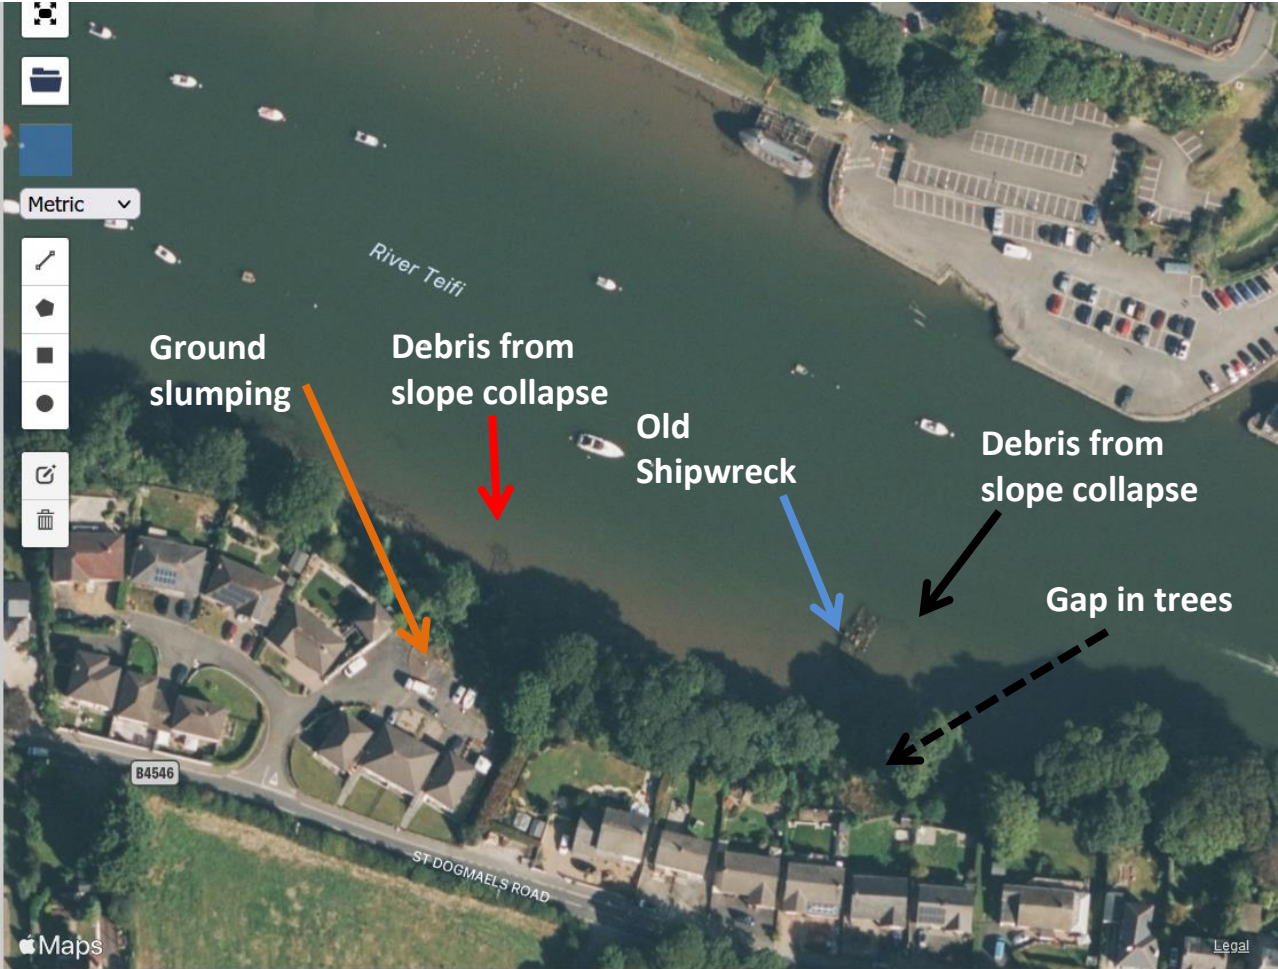 Metric
River Teifi
Ground
slumping
Debris from
slope collapse
Old
Shipwreck
Debris from
slope collapse
Gap in trees
B4546
ST DOGMAELS ROAD
Maps
Legal